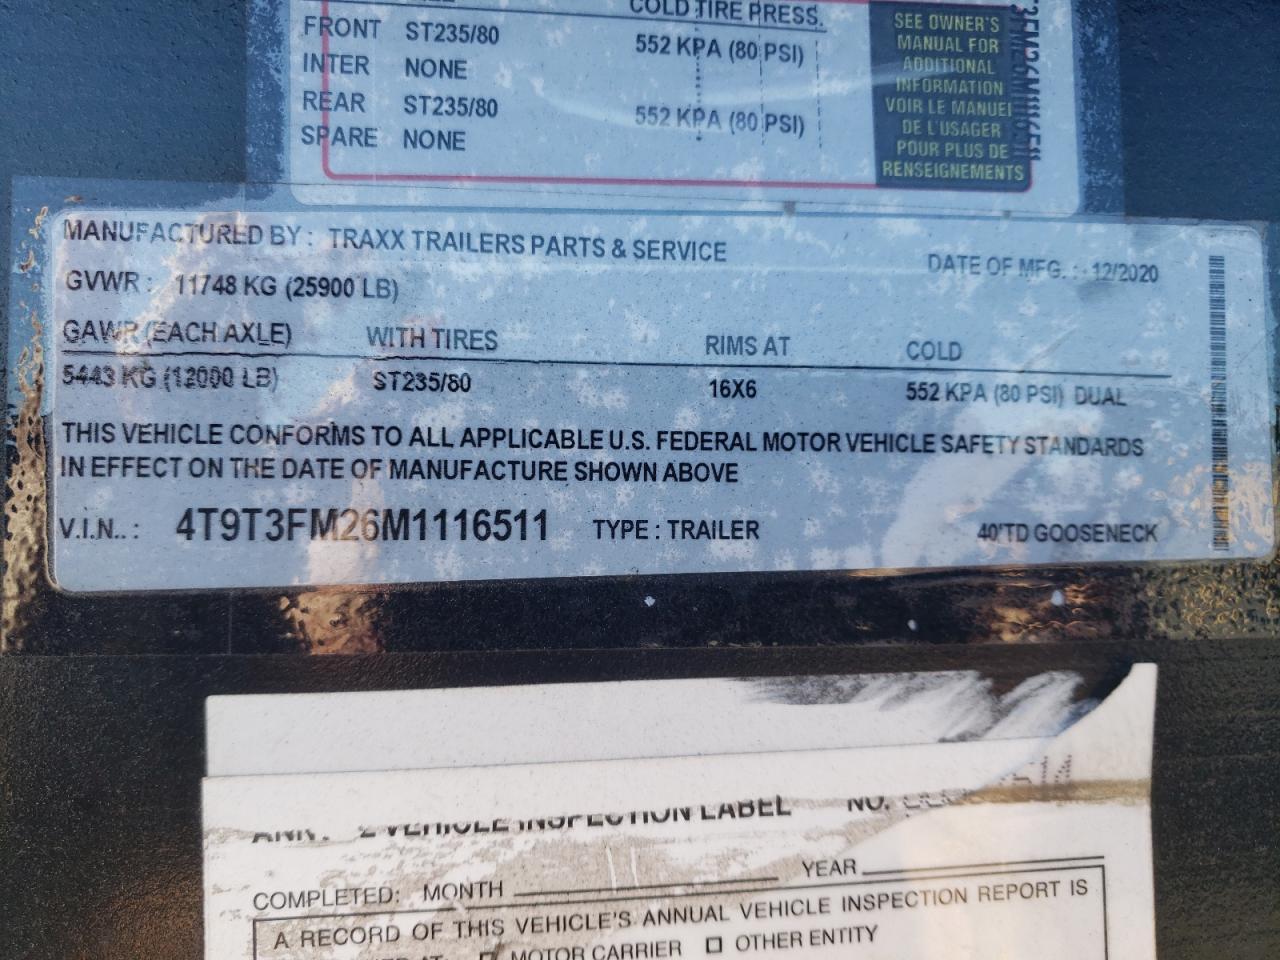 COLD TIRE PRESS.
FRONT ST235/80 552 KPA (80 PSI)
INTER NONE
REAR ST235/80 552 KPA (80 PSI)
SPARE NONE
SEE OWNER'S
MANUAL FOR
ADDITIONAL
INFORMATION
VOIR LE MANUEL
DE L'USAGER
POUR PLUS DE
RENSEIGNEMENTS
MANUFACTURED BY : TRAXX TRAILERS PARTS & SERVICE
DATE OF MFG. : 12/2020
GVWR : 11748 KG (25900 LB)
GAWR (EACH AXLE) WITH TIRES RIMS AT COLD
5443 KG (12000 LB) ST235/80 16X6 552 KPA (80 PSI) DUAL
THIS VEHICLE CONFORMS TO ALL APPLICABLE U.S. FEDERAL MOTOR VEHICLE SAFETY STANDARDS
IN EFFECT ON THE DATE OF MANUFACTURE SHOWN ABOVE
V.I.N.. : 4T9T3FM26M1116511 TYPE : TRAILER 40'TD GOOSENECK
VEHICLE INSPECTION LABEL NO.
COMPLETED: MONTH YEAR
A RECORD OF THIS VEHICLE'S ANNUAL VEHICLE INSPECTION REPORT IS
MOTOR CARRIER OTHER ENTITY